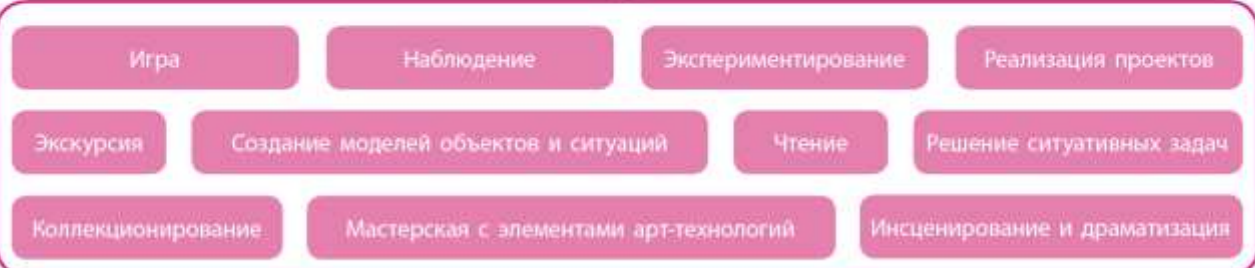 Игра Наблюдение Экспериментирование Реализация проектов
Экскурсия Создание моделей объектов и ситуаций Чтение Решение ситуативных задач
Коллекционирование Мастерская с элементами арт-технологий Инсценирование и драматизация